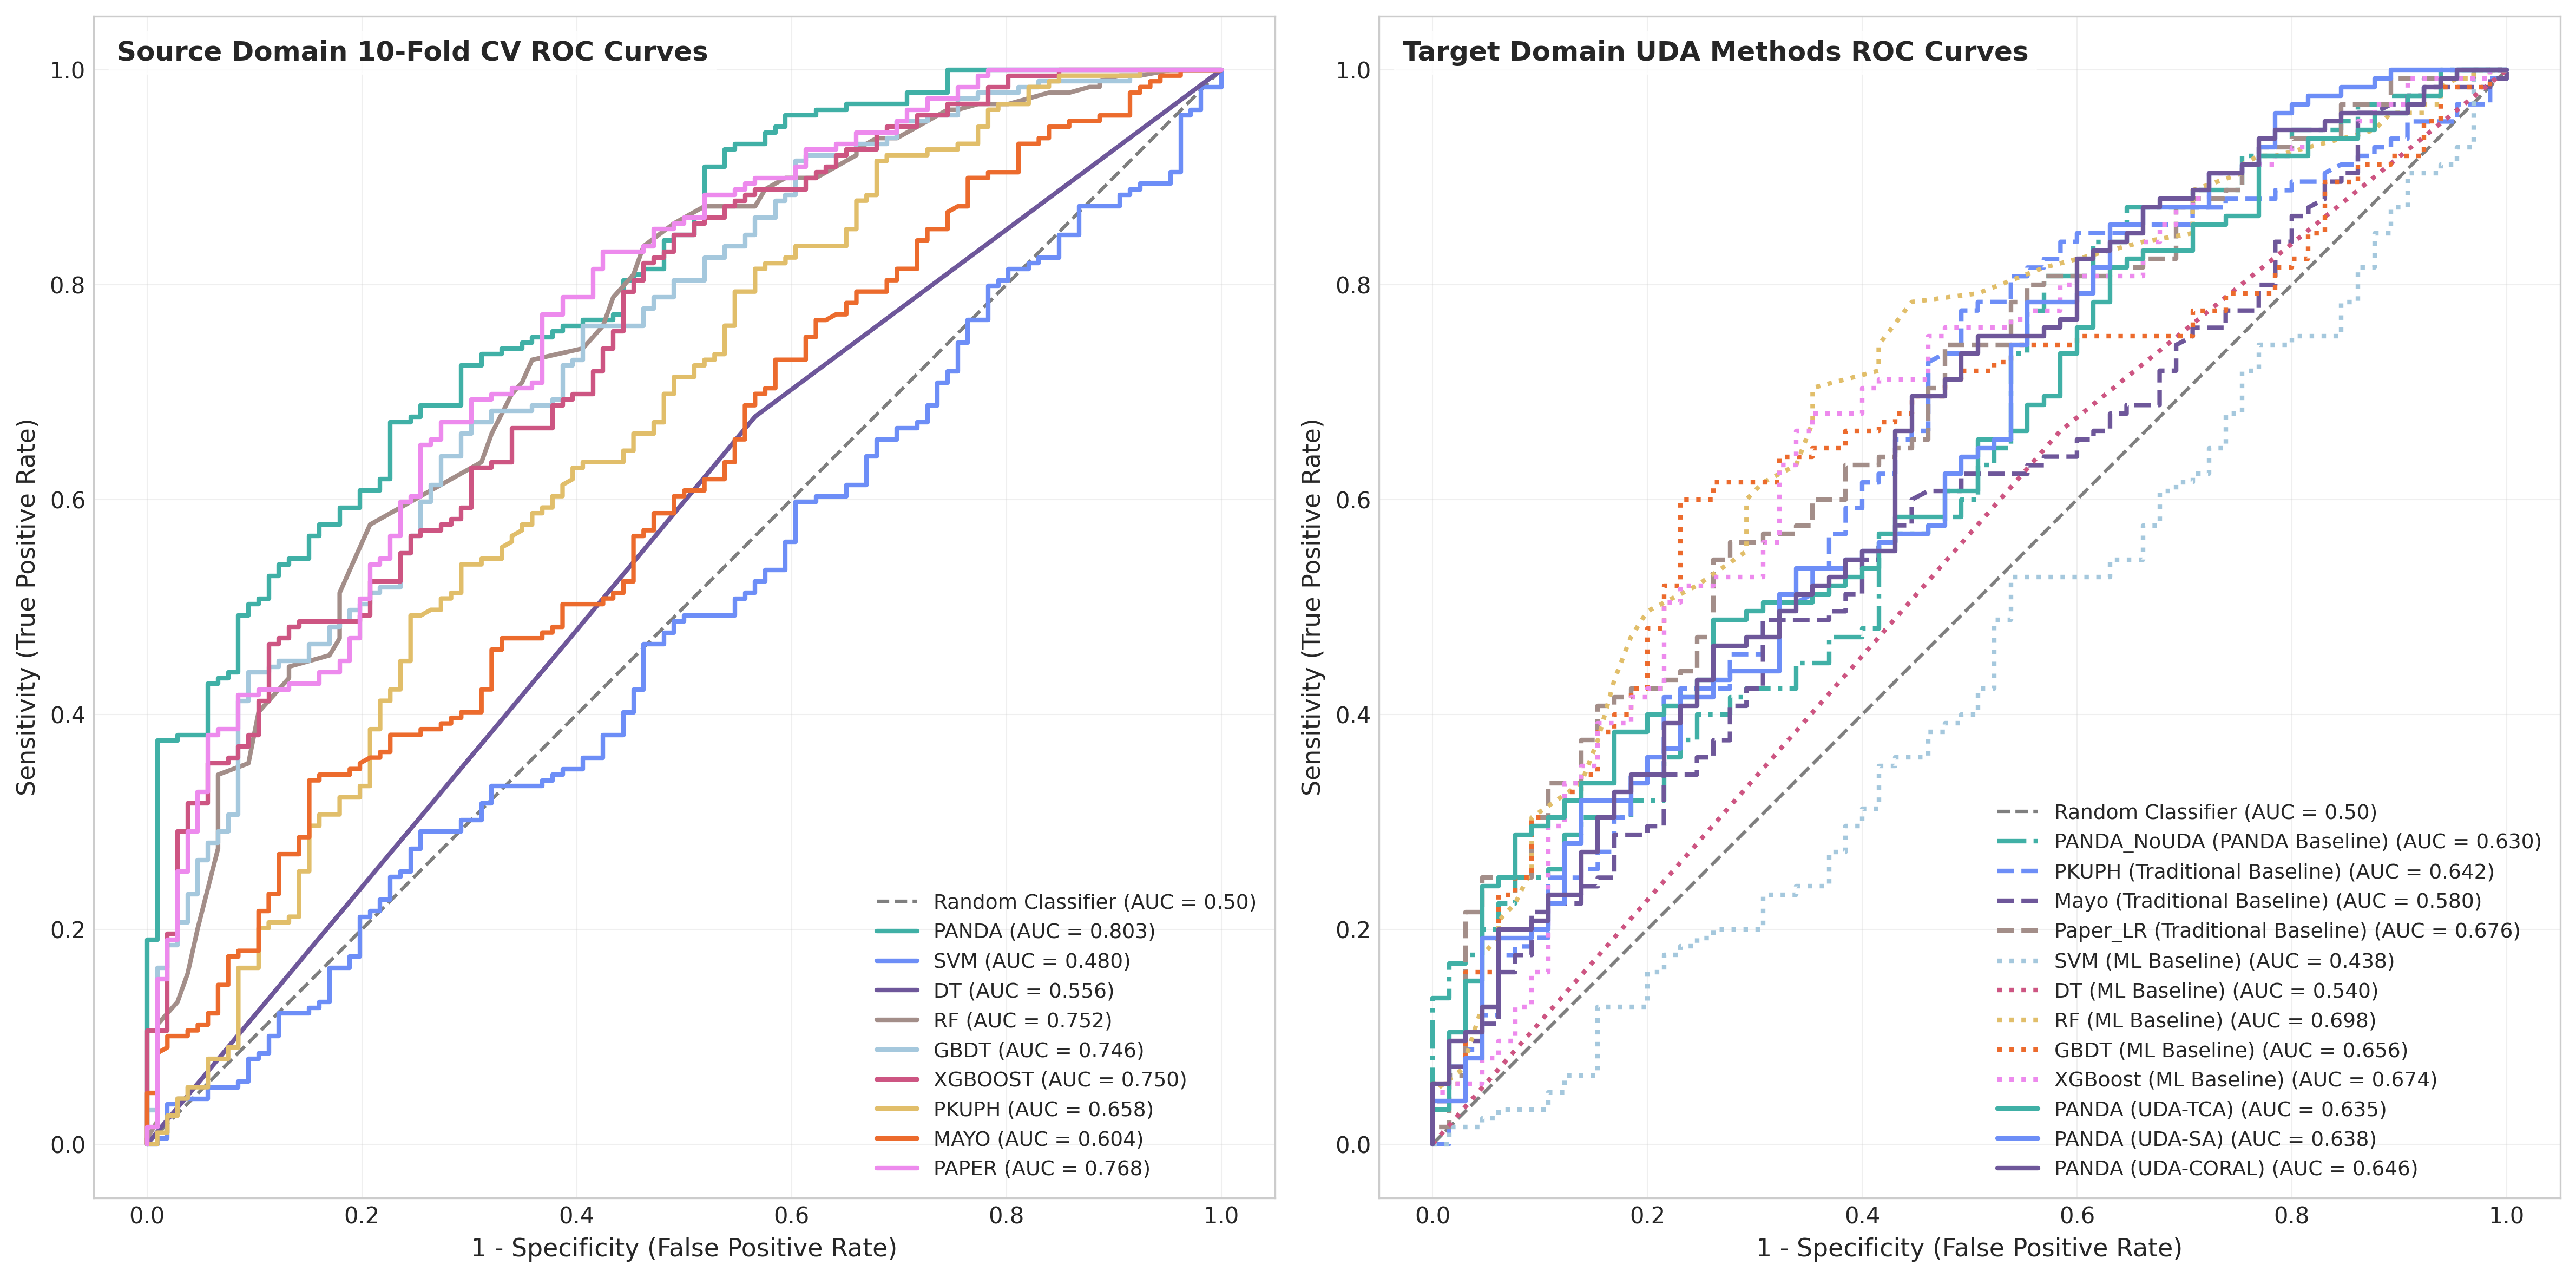 Source Domain 10-Fold CV ROC Curves
Sensitivity (True Positive Rate)
1.0
0.8
0.6
0.4
0.2
0.0
Random Classifier (AUC = 0.50)
PANDA (AUC = 0.803)
SVM (AUC = 0.480)
DT (AUC = 0.556)
RF (AUC = 0.752)
GBDT (AUC = 0.746)
XGBOOST (AUC = 0.750)
PKUPH (AUC = 0.658)
MAYO (AUC = 0.604)
PAPER (AUC = 0.768)
0.0 0.2 0.4 0.6 0.8 1.0
1 - Specificity (False Positive Rate)
Target Domain UDA Methods ROC Curves
Sensitivity (True Positive Rate)
1.0
0.8
0.6
0.4
0.2
0.0
Random Classifier (AUC = 0.50)
PANDA_NoUDA (PANDA Baseline) (AUC = 0.630)
PKUPH (Traditional Baseline) (AUC = 0.642)
Mayo (Traditional Baseline) (AUC = 0.580)
Paper_LR (Traditional Baseline) (AUC = 0.676)
SVM (ML Baseline) (AUC = 0.438)
DT (ML Baseline) (AUC = 0.540)
RF (ML Baseline) (AUC = 0.698)
GBDT (ML Baseline) (AUC = 0.656)
XGBoost (ML Baseline) (AUC = 0.674)
PANDA (UDA-TCA) (AUC = 0.635)
PANDA (UDA-SA) (AUC = 0.638)
PANDA (UDA-CORAL) (AUC = 0.646)
0.0 0.2 0.4 0.6 0.8 1.0
1 - Specificity (False Positive Rate)